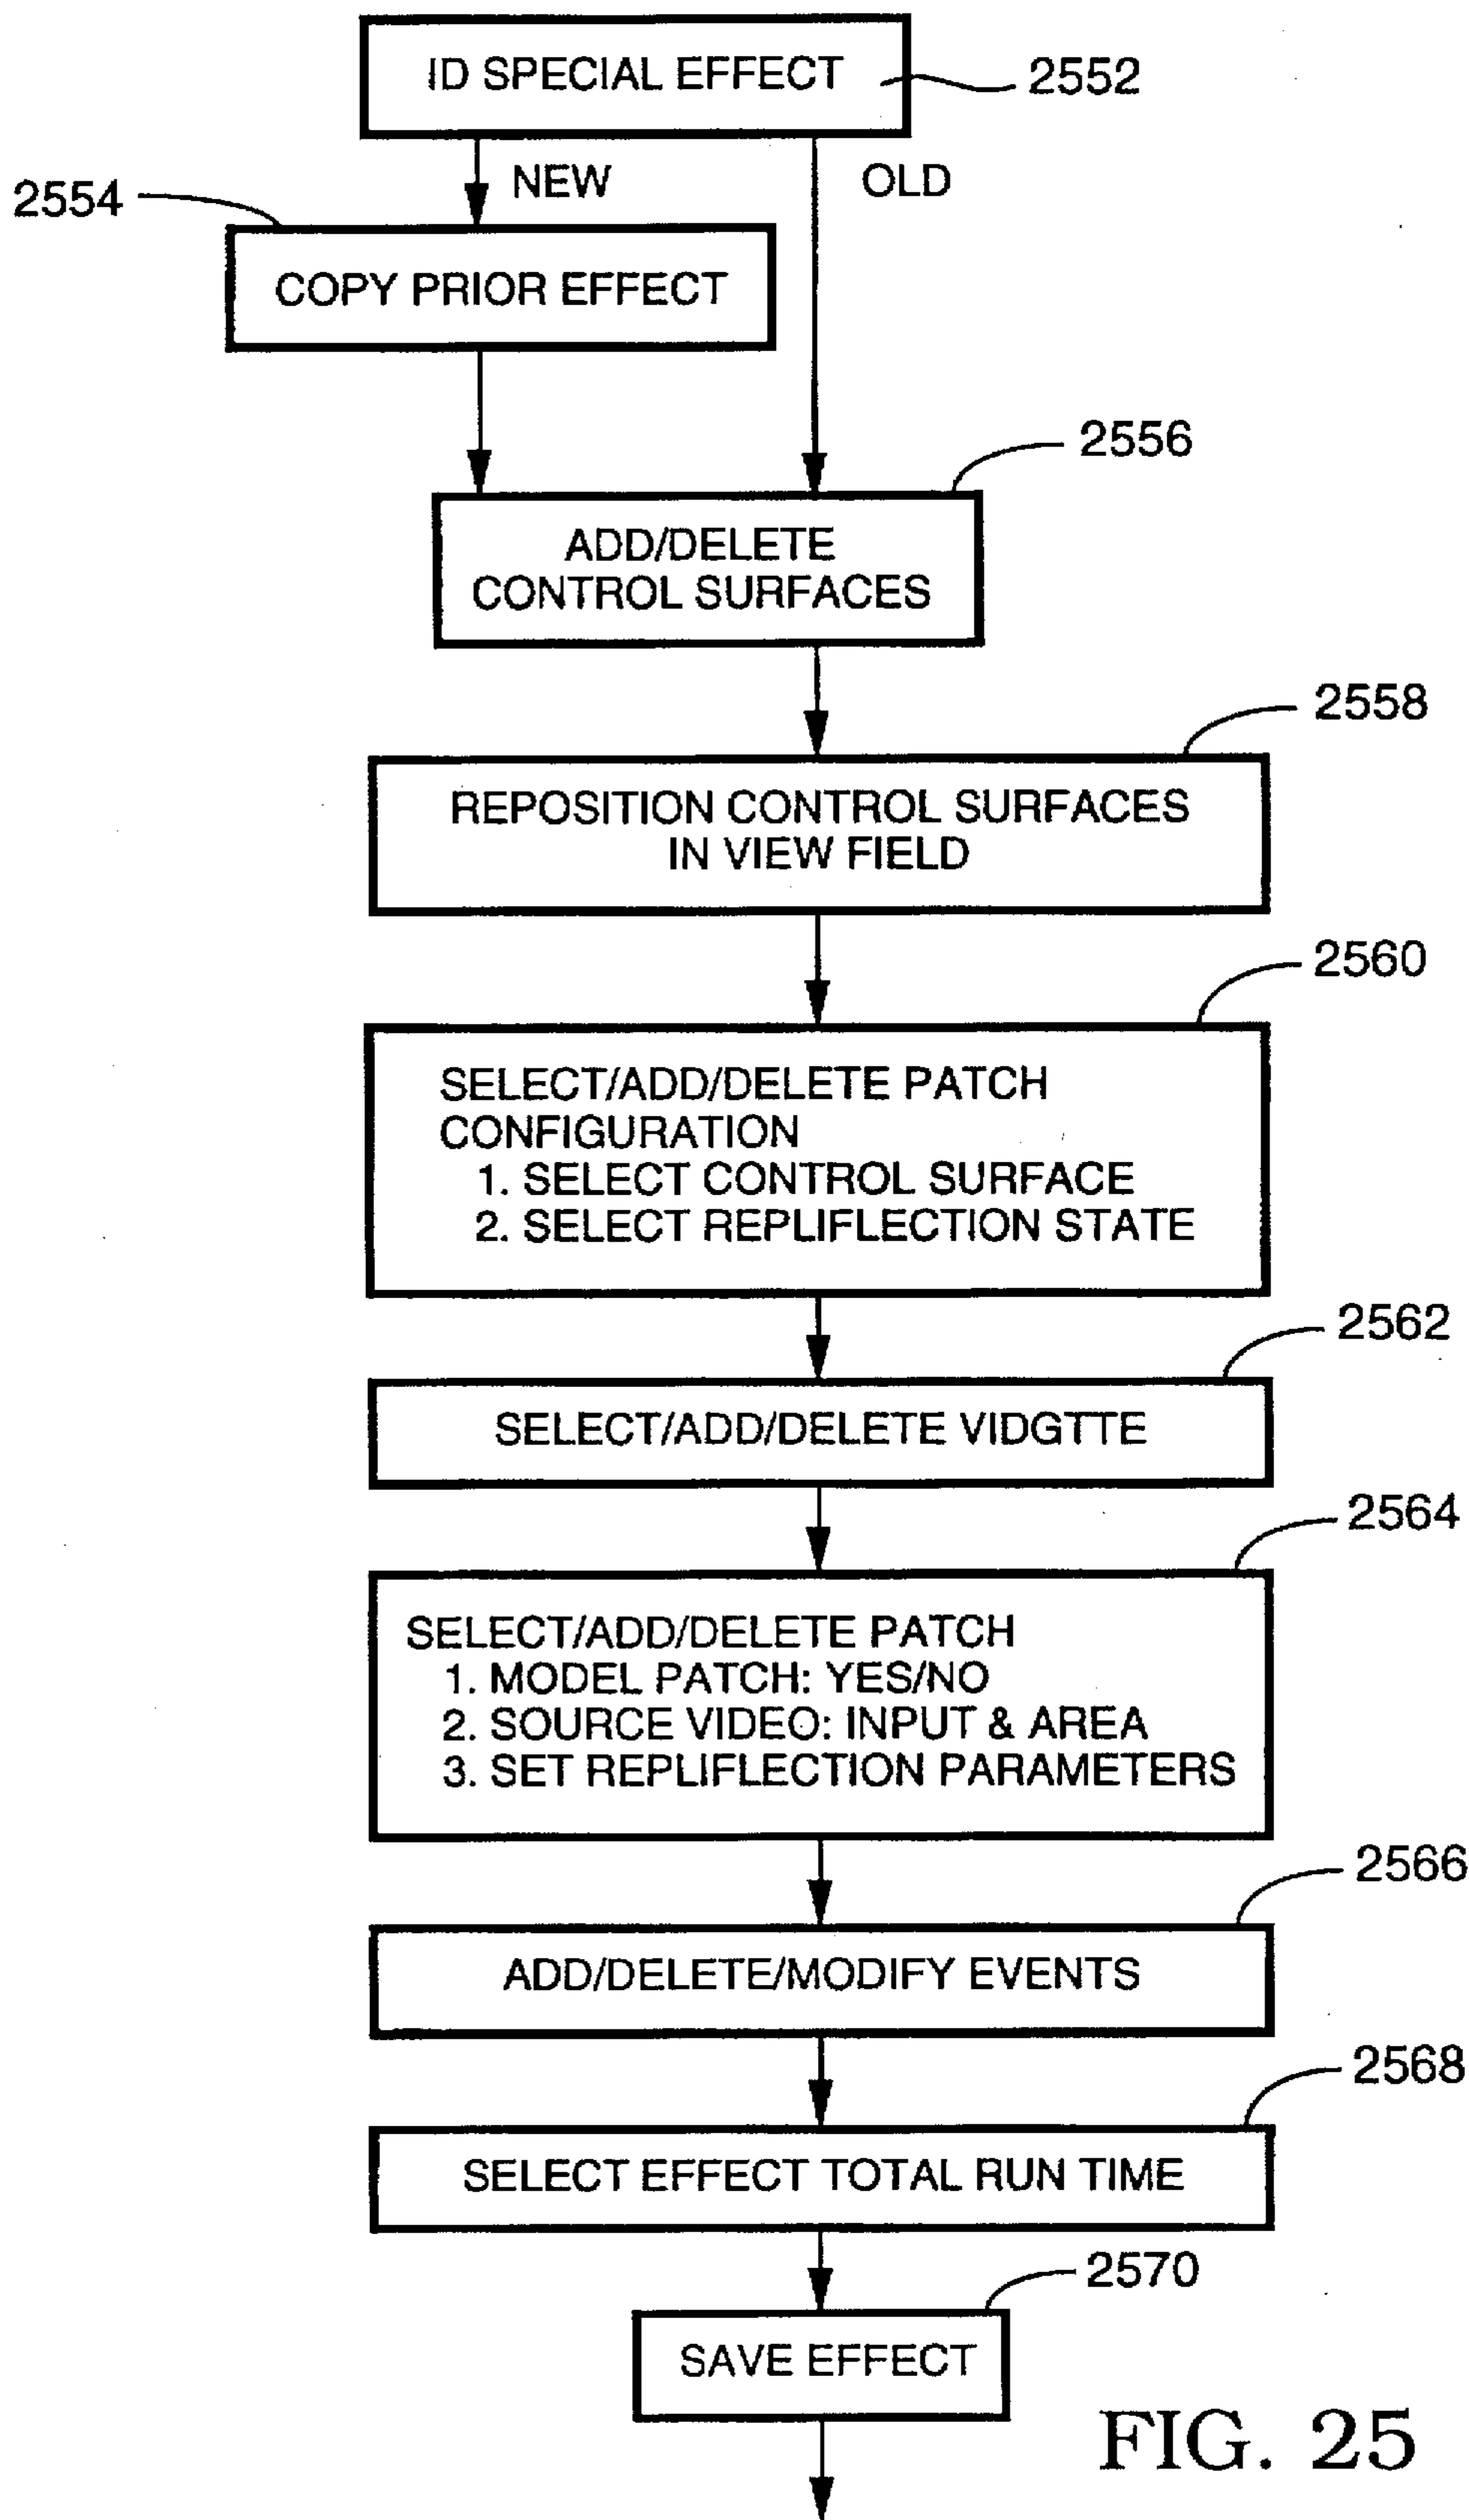 ID SPECIAL EFFECT
2552
NEW
OLD
2554
COPY PRIOR EFFECT
2556
ADD/DELETE
CONTROL SURFACES
2558
REPOSITION CONTROL SURFACES
IN VIEW FIELD
2560
SELECT/ADD/DELETE PATCH
CONFIGURATION
1. SELECT CONTROL SURFACE
2. SELECT REPLIFLECTION STATE
2562
SELECT/ADD/DELETE VIDGTTE
2564
SELECT/ADD/DELETE PATCH
1. MODEL PATCH: YES/NO
2. SOURCE VIDEO: INPUT & AREA
3. SET REPLIFLECTION PARAMETERS
2566
ADD/DELETE/MODIFY EVENTS
2568
SELECT EFFECT TOTAL RUN TIME
2570
SAVE EFFECT
FIG. 25